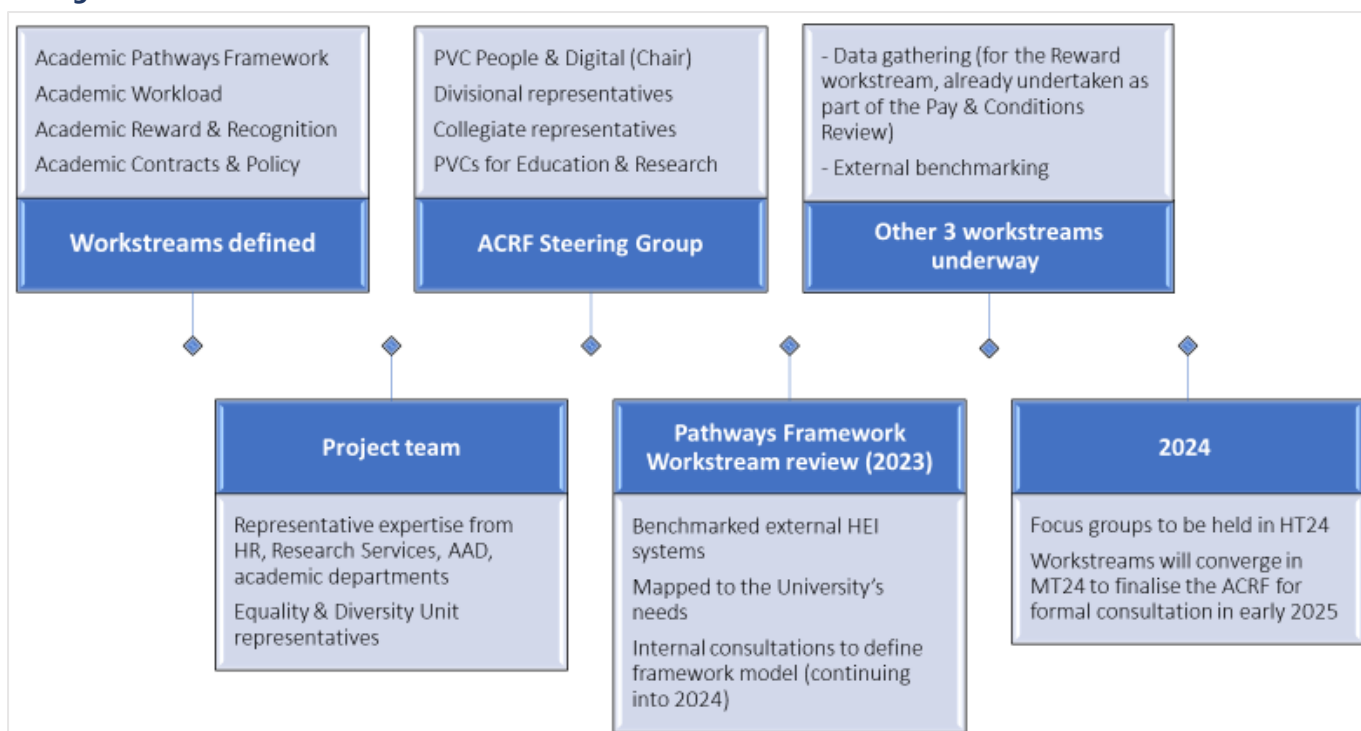 Academic Pathways Framework
Academic Workload
Academic Reward & Recognition
Academic Contracts & Policy
Workstreams defined
PVC People & Digital (Chair)
Divisional representatives
Collegiate representatives
PVCs for Education & Research
ACRF Steering Group
- Data gathering (for the Reward
workstream, already undertaken as
part of the Pay & Conditions
Review)
- External benchmarking
Other 3 workstreams
underway
Project team
Representative expertise from
HR, Research Services, AAD,
academic departments
Equality & Diversity Unit
representatives
Pathways Framework
Workstream review (2023)
Benchmarked external HEI
systems
Mapped to the University's
needs
Internal consultations to define
framework model (continuing
into 2024)
2024
Focus groups to be held in HT24
Workstreams will converge in
MT24 to finalise the ACRF for
formal consultation in early 2025